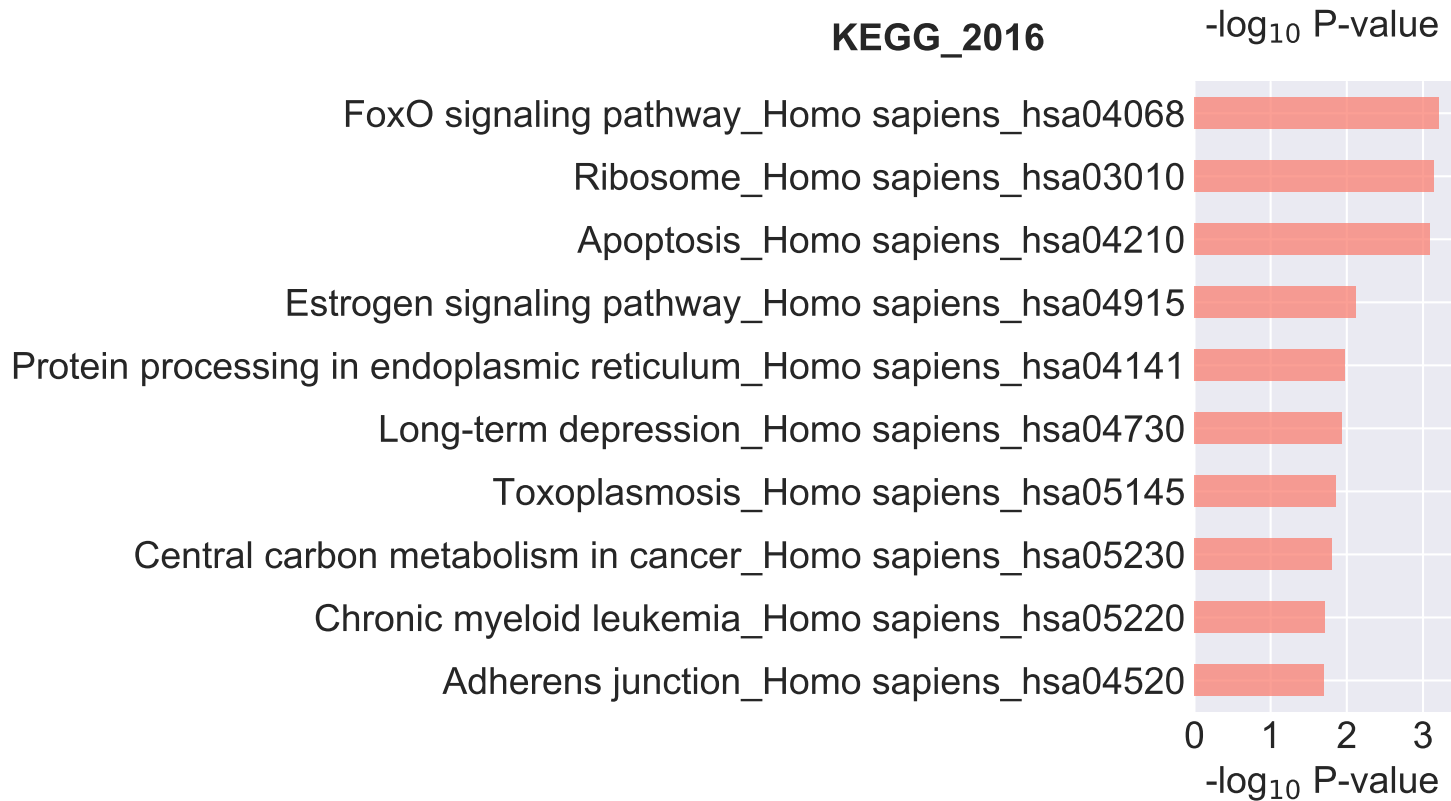 -log₁₀ P-value
KEGG_2016
FoxO signaling pathway_Homo sapiens_hsa04068
Ribosome_Homo sapiens_hsa03010
Apoptosis_Homo sapiens_hsa04210
Estrogen signaling pathway_Homo sapiens_hsa04915
Protein processing in endoplasmic reticulum_Homo sapiens_hsa04141
Long-term depression_Homo sapiens_hsa04730
Toxoplasmosis_Homo sapiens_hsa05145
Central carbon metabolism in cancer_Homo sapiens_hsa05230
Chronic myeloid leukemia_Homo sapiens_hsa05220
Adherens junction_Homo sapiens_hsa04520
0 1 2 3
-log₁₀ P-value